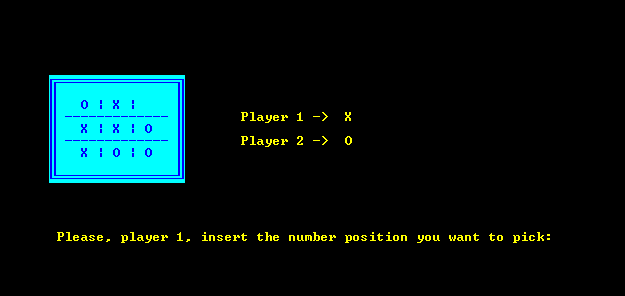 O ¦ X ¦
-------------
X ¦ X ¦ O
-------------
X ¦ O ¦ O
Player 1 -> X
Player 2 -> O
Please, player 1, insert the number position you want to pick: